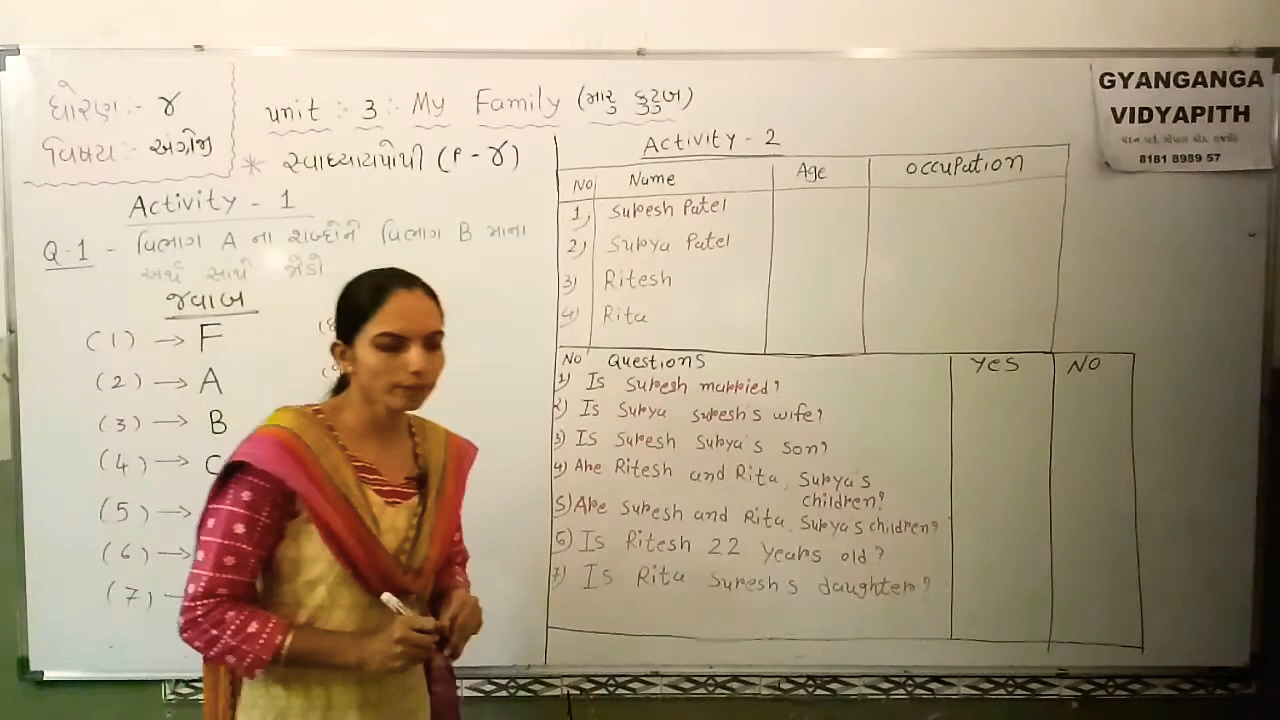 ધોરણ :- ૪
વિષય :- અંગ્રેજી
unit :- 3 :- My Family (મારુ કુટુંબ)
* સ્વાધ્યાયપોથી (P - ૪)
Activity - 1
Q-1 - વિભાગ A ના શબ્દોને વિભાગ B માના
અર્થ સાથે જોડો
જવાબ
(1) → F
(2) → A
(3) → B
(4) → C
(5) →
(6) →
(7)
Activity - 2
No Name Age Occupation
1) Suresh Patel
2) Surya Patel
3) Ritesh
4) Rita
No Questions Yes No
1) Is Suresh married?
2) Is Surya Suresh's wife?
3) Is Suresh Surya's son?
4) Are Ritesh and Rita, Surya's
children?
5) Are Suresh and Rita, Surya's children?
6) Is Ritesh 22 years old?
7) Is Rita Suresh's daughter?
GYANGANGA
VIDYAPITH
8181 8989 57